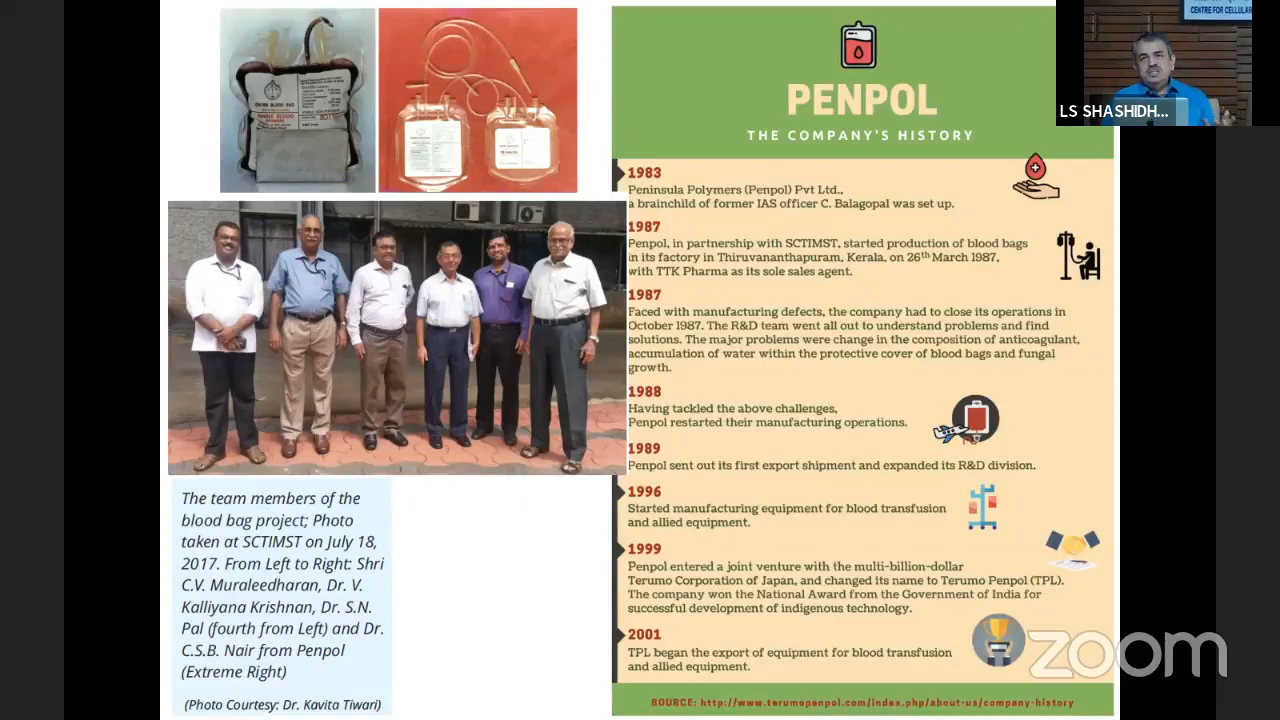 CHITRA BLOOD BAG
WHOLE BLOOD
PENPOL
THE COMPANY'S HISTORY
1983
Peninsula Polymers (Penpol) Pvt Ltd.,
a brainchild of former IAS officer C. Balagopal was set up.
1987
Penpol, in partnership with SCTIMST, started production of blood bags
in its factory in Thiruvananthapuram, Kerala, on 26th March 1987,
with TTK Pharma as its sole sales agent.
1987
Faced with manufacturing defects, the company had to close its operations in
October 1987. The R&D team went all out to understand problems and find
solutions. The major problems were change in the composition of anticoagulant,
accumulation of water within the protective cover of blood bags and fungal
growth.
1988
Having tackled the above challenges,
Penpol restarted their manufacturing operations.
1989
Penpol sent out its first export shipment and expanded its R&D division.
1996
Started manufacturing equipment for blood transfusion
and allied equipment.
1999
Penpol entered a joint venture with the multi-billion-dollar
Terumo Corporation of Japan, and changed its name to Terumo Penpol (TPL).
The company won the National Award from the Government of India for
successful development of indigenous technology.
2001
TPL began the export of equipment for blood transfusion
and allied equipment.
SOURCE: http://www.terumopenpol.com/index.php/about-us/company-history
The team members of the
blood bag project; Photo
taken at SCTIMST on July 18,
2017. From Left to Right: Shri
C.V. Muraleedharan, Dr. V.
Kalliyana Krishnan, Dr. S.N.
Pal (fourth from Left) and Dr.
C.S.B. Nair from Penpol
(Extreme Right)
(Photo Courtesy: Dr. Kavita Tiwari)
CENTRE FOR CELLULAR
LS SHASHIDH...
zoom